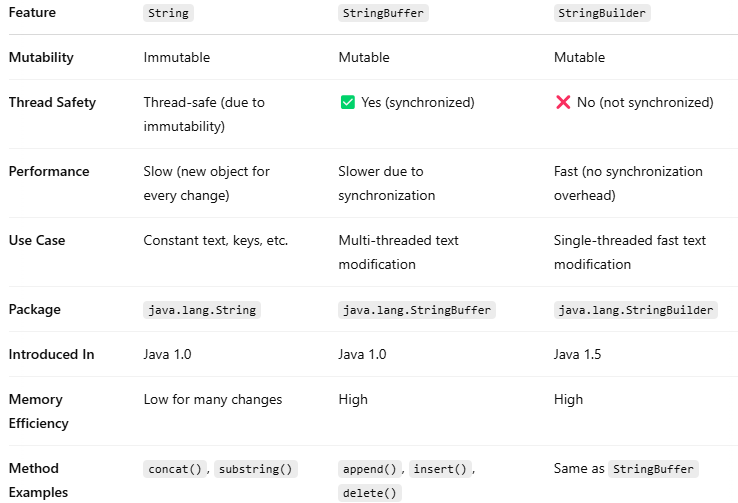 Feature String StringBuffer StringBuilder
Mutability Immutable Mutable Mutable
Thread Safety Thread-safe (due to ✅ Yes (synchronized) ❌ No (not synchronized)
immutability)
Performance Slow (new object for Slower due to Fast (no synchronization
every change) synchronization overhead)
Use Case Constant text, keys, etc. Multi-threaded text Single-threaded fast text
modification modification
Package java.lang.String java.lang.StringBuffer java.lang.StringBuilder
Introduced In Java 1.0 Java 1.0 Java 1.5
Memory Low for many changes High High
Efficiency
Method concat(), substring() append(), insert(), Same as StringBuffer
Examples delete()